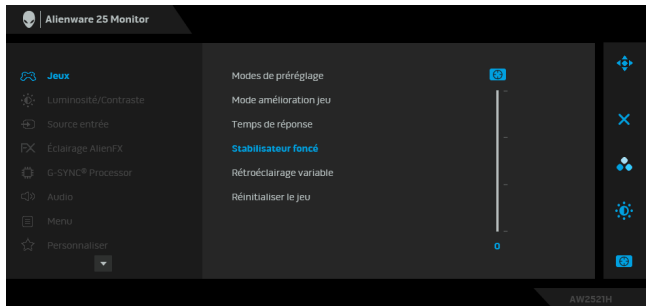 Alienware 25 Monitor
Jeux
Luminosité/Contraste
Source entrée
FX Éclairage AlienFX
G-SYNC® Processor
Audio
Menu
Personnaliser
Modes de préréglage
Mode amélioration jeu
Temps de réponse
Stabilisateur foncé
Rétroéclairage variable
Réinitialiser le jeu
0
AW2521H